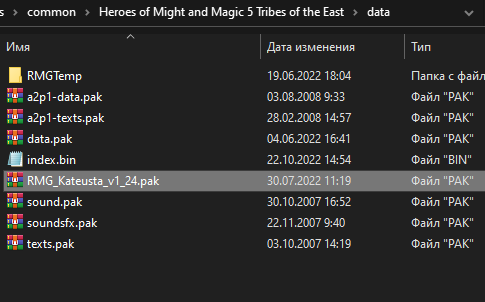 s > common > Heroes of Might and Magic 5 Tribes of the East > data
Имя Дата изменения Тип
RMGTemp 19.06.2022 18:04 Папка с файл
a2p1-data.pak 03.08.2008 9:33 Файл "PAK"
a2p1-texts.pak 28.02.2008 14:57 Файл "PAK"
data.pak 04.06.2022 16:41 Файл "PAK"
index.bin 22.10.2022 14:54 Файл "BIN"
RMG_Kateusta_v1_24.pak 30.07.2022 11:19 Файл "PAK"
sound.pak 30.10.2007 16:52 Файл "PAK"
soundsfx.pak 22.11.2007 9:40 Файл "PAK"
texts.pak 03.10.2007 14:19 Файл "PAK"